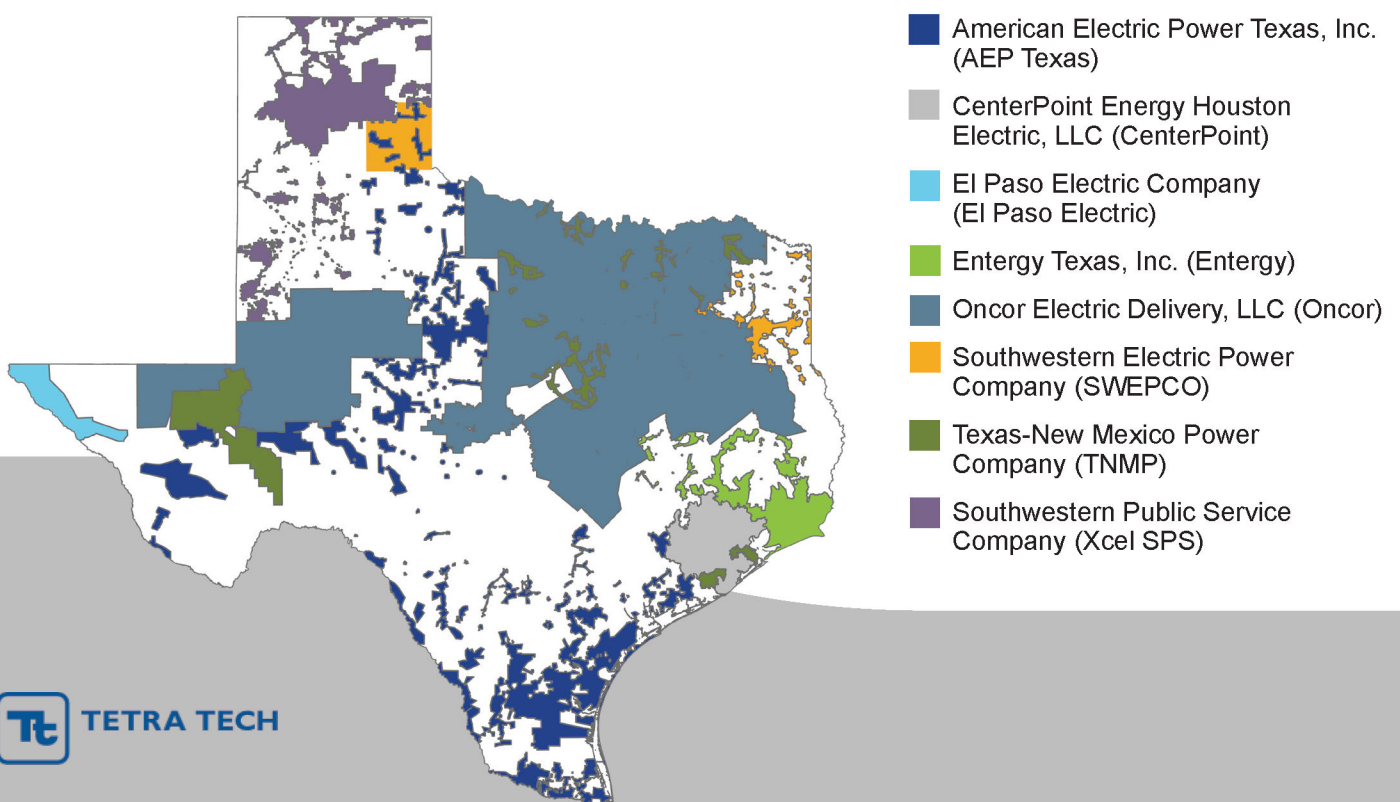 American Electric Power Texas, Inc.
(AEP Texas)
CenterPoint Energy Houston
Electric, LLC (CenterPoint)
El Paso Electric Company
(El Paso Electric)
Entergy Texas, Inc. (Entergy)
Oncor Electric Delivery, LLC (Oncor)
Southwestern Electric Power
Company (SWEPCO)
Texas-New Mexico Power
Company (TNMP)
Southwestern Public Service
Company (Xcel SPS)
Tt TETRA TECH